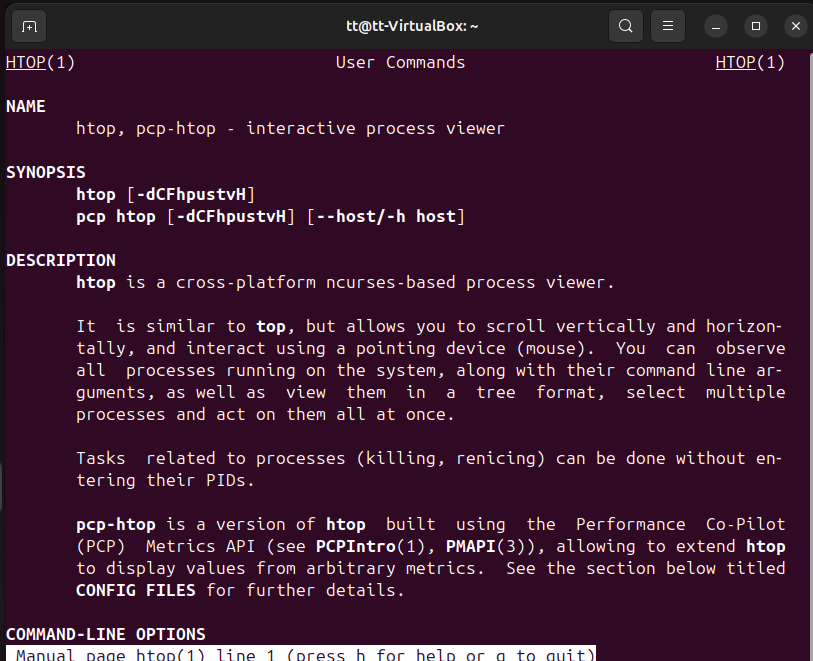 tt@tt-VirtualBox: ~
HTOP(1) User Commands HTOP(1)
NAME
htop, pcp-htop - interactive process viewer
SYNOPSIS
htop [-dCFhpustvH]
pcp htop [-dCFhpustvH] [--host/-h host]
DESCRIPTION
htop is a cross-platform ncurses-based process viewer.
It is similar to top, but allows you to scroll vertically and horizon-
tally, and interact using a pointing device (mouse). You can observe
all processes running on the system, along with their command line ar-
guments, as well as view them in a tree format, select multiple
processes and act on them all at once.
Tasks related to processes (killing, renicing) can be done without en-
tering their PIDs.
pcp-htop is a version of htop built using the Performance Co-Pilot
(PCP) Metrics API (see PCPIntro(1), PMAPI(3)), allowing to extend htop
to display values from arbitrary metrics. See the section below titled
CONFIG FILES for further details.
COMMAND-LINE OPTIONS
Manual page htop(1) line 1 (press h for help or q to quit)